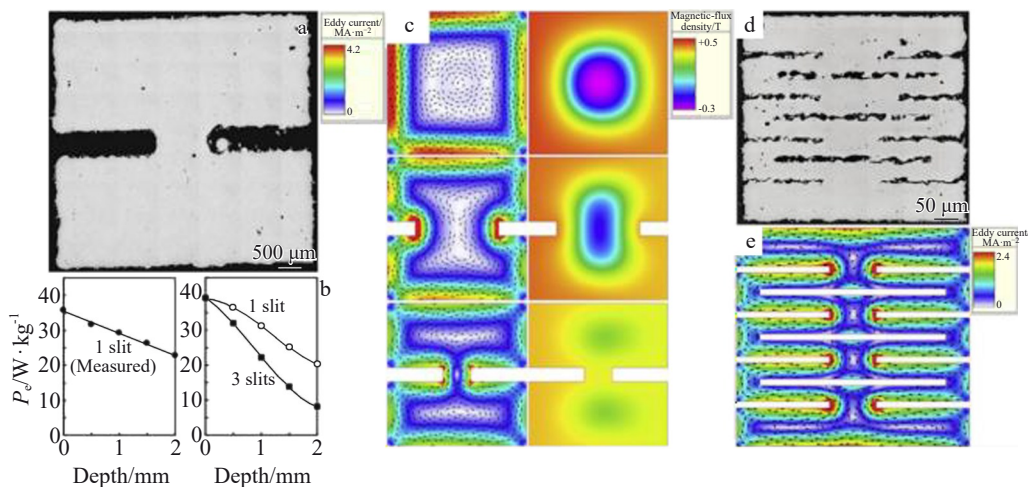 a
500 μm
Eddy current/
MA·m⁻²
4.2
0
c
Magnetic-flux
density/T
+0.5
-0.3
d
50 μm
b
40
30
20
10
0
Pe/W·kg⁻¹
1 slit
(Measured)
0
1
2
Depth/mm
40
30
20
10
0
1 slit
3 slits
0
1
2
Depth/mm
e
Eddy current/
MA·m⁻²
2.4
0